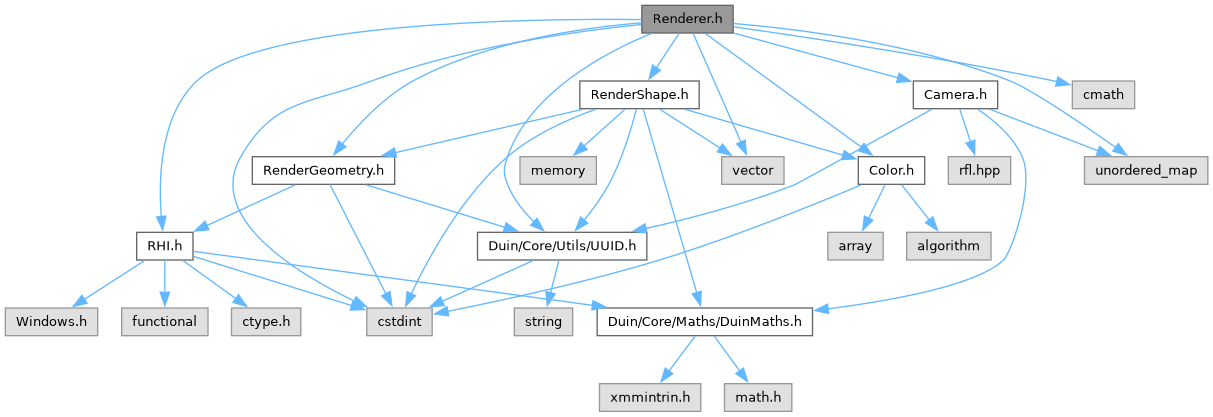 Renderer.h
RenderShape.h
Camera.h
cmath
RenderGeometry.h
memory
vector
Color.h
rfl.hpp
unordered_map
RHI.h
Duin/Core/Utils/UUID.h
array
algorithm
Windows.h
functional
ctype.h
cstdint
string
Duin/Core/Maths/DuinMaths.h
xmmintrin.h
math.h